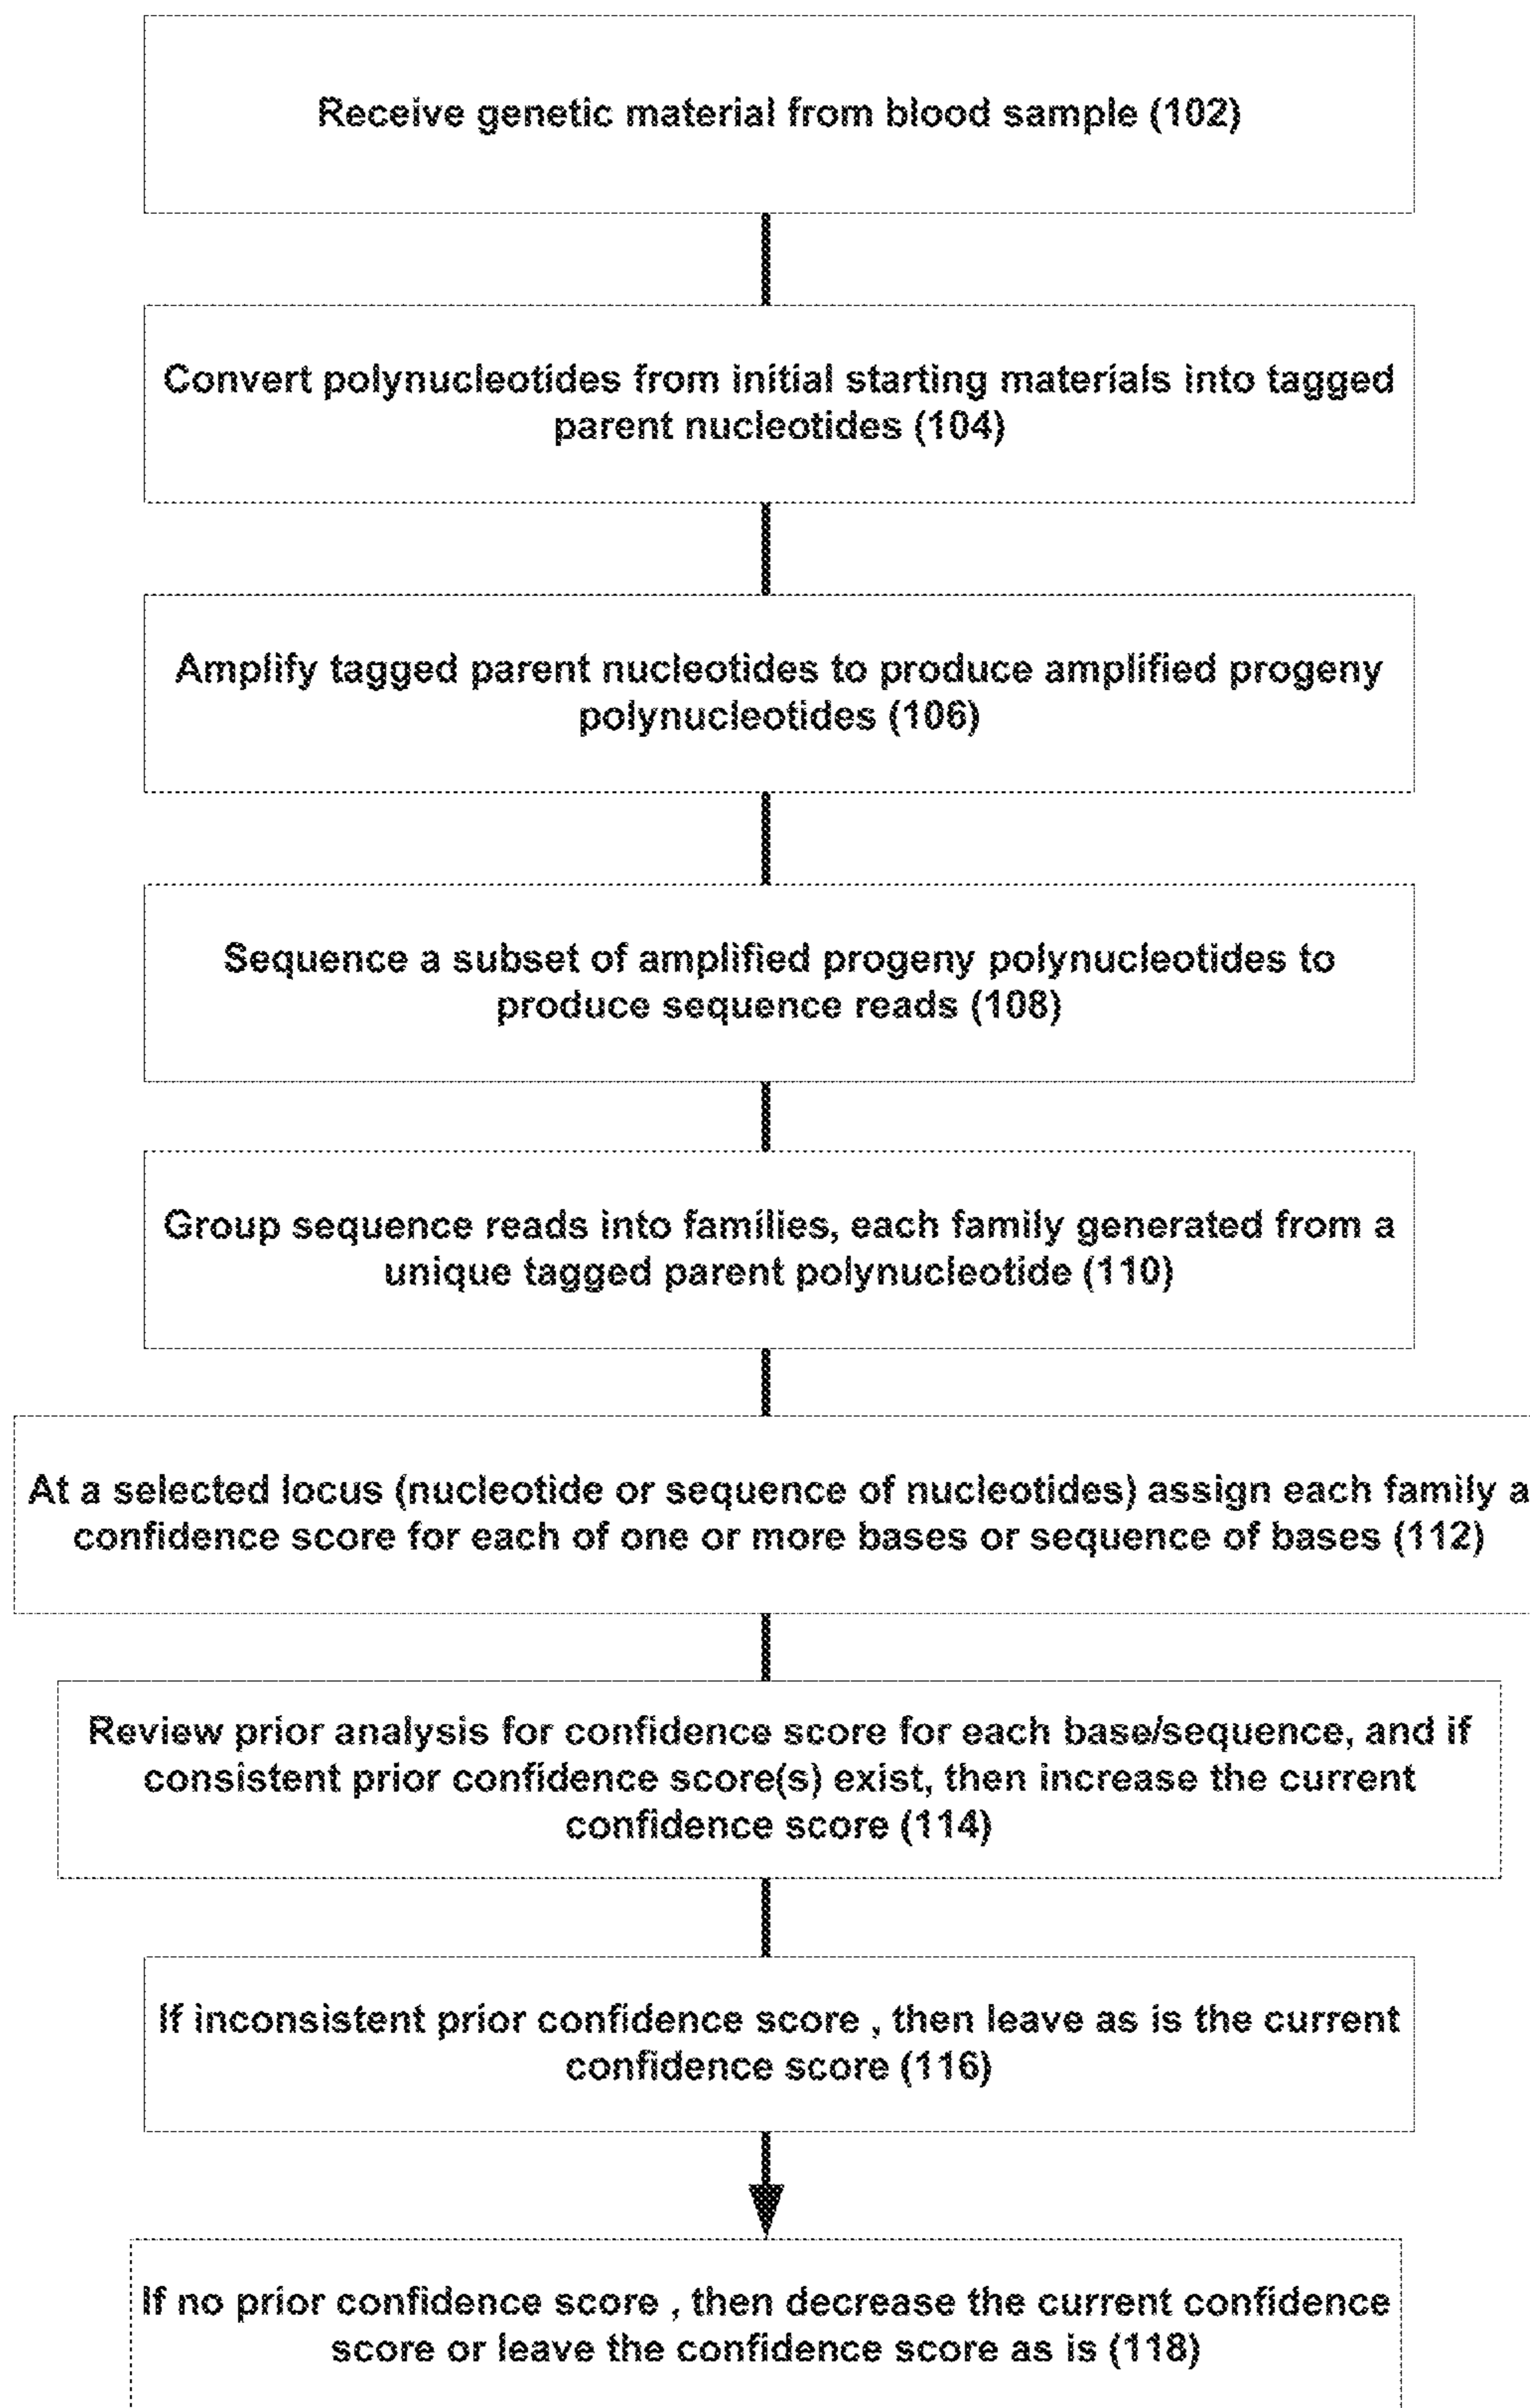 Receive genetic material from blood sample (102)
Convert polynucleotides from initial starting materials into tagged
parent nucleotides (104)
Amplify tagged parent nucleotides to produce amplified progeny
polynucleotides (106)
Sequence a subset of amplified progeny polynucleotides to
produce sequence reads (108)
Group sequence reads into families, each family generated from a
unique tagged parent polynucleotide (110)
At a selected locus (nucleotide or sequence of nucleotides) assign each family a
confidence score for each of one or more bases or sequence of bases (112)
Review prior analysis for confidence score for each base/sequence, and if
consistent prior confidence score(s) exist, then increase the current
confidence score (114)
If inconsistent prior confidence score , then leave as is the current
confidence score (116)
If no prior confidence score , then decrease the current confidence
score or leave the confidence score as is (118)